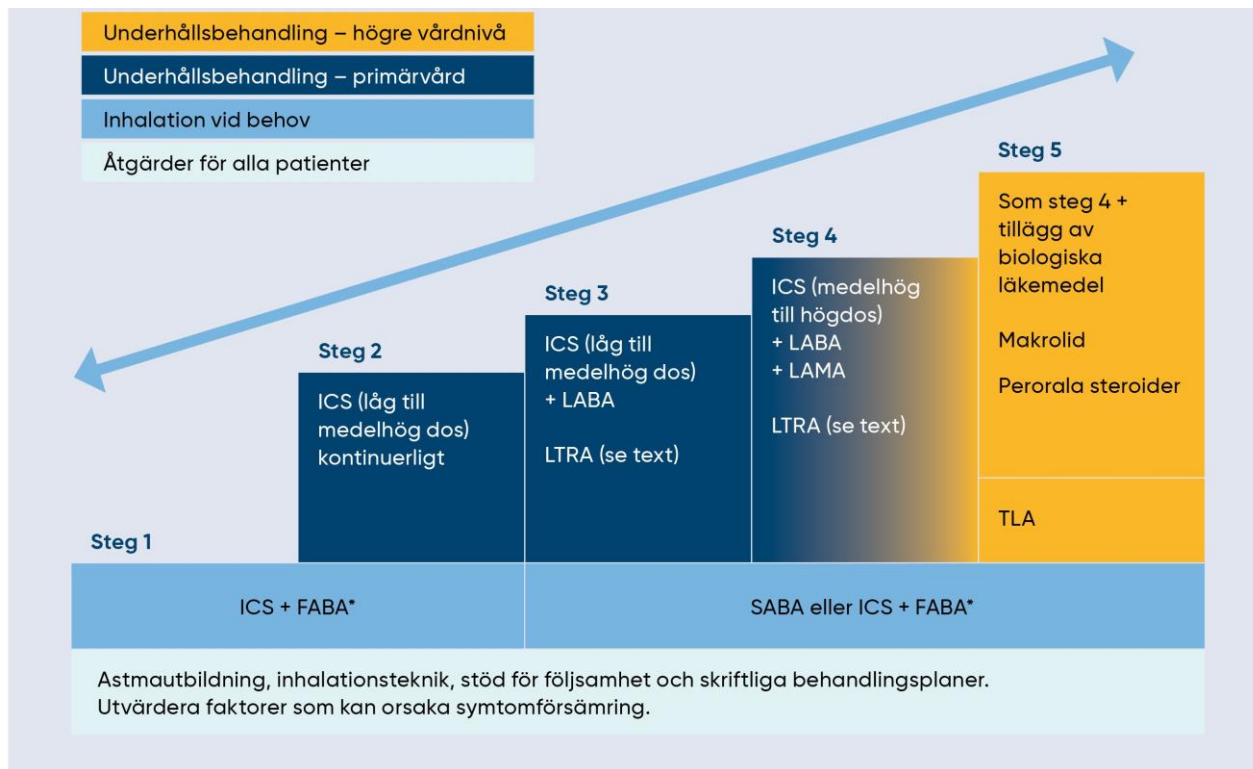 Underhållsbehandling – högre vårdnivå
Underhållsbehandling – primärvård
Inhalation vid behov
Åtgärder för alla patienter
Steg 1
Steg 2
ICS (låg till
medelhög dos)
kontinuerligt
Steg 3
ICS (låg till
medelhög dos)
+ LABA
LTRA (se text)
Steg 4
ICS (medelhög
till högdos)
+ LABA
+ LAMA
LTRA (se text)
Steg 5
Som steg 4 +
tillägg av
biologiska
läkemedel
Makrolid
Perorala steroider
TLA
ICS + FABA*
SABA eller ICS + FABA*
Astmautbildning, inhalationsteknik, stöd för följsamhet och skriftliga behandlingsplaner.
Utvärdera faktorer som kan orsaka symtomförsämring.